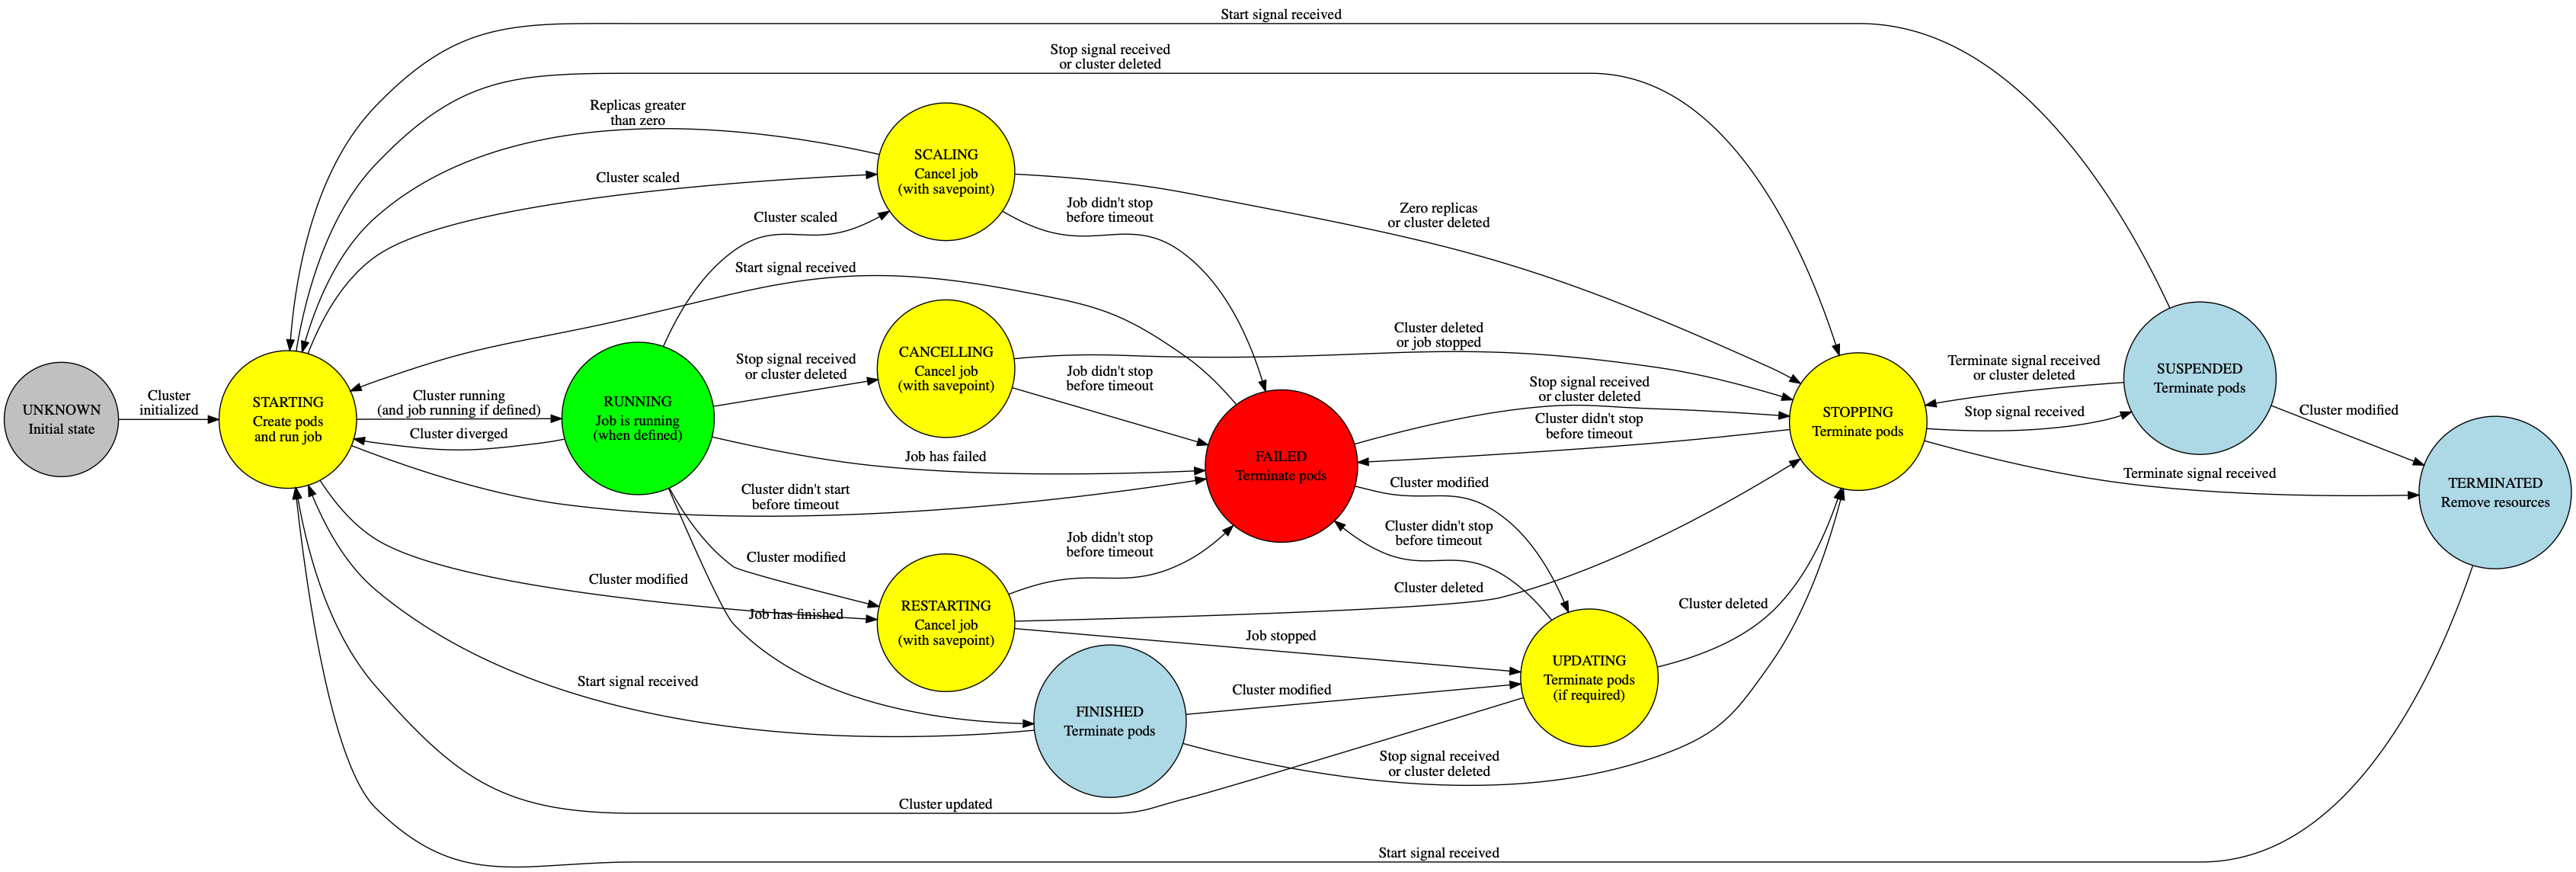 Start signal received
Stop signal received
or cluster deleted
Replicas greater
than zero
Cluster scaled
SCALING
Cancel job
(with savepoint)
Cluster scaled
Job didn't stop
before timeout
Zero replicas
or cluster deleted
Start signal received
UNKNOWN
Initial state
Cluster
initialized
STARTING
Create pods
and run job
Cluster running
(and job running if defined)
Cluster diverged
RUNNING
Job is running
(when defined)
Stop signal received
or cluster deleted
CANCELLING
Cancel job
(with savepoint)
Job didn't stop
before timeout
Cluster deleted
or job stopped
Job has failed
Cluster didn't start
before timeout
FAILED
Terminate pods
Stop signal received
or cluster deleted
Cluster didn't stop
before timeout
STOPPING
Terminate pods
Terminate signal received
or cluster deleted
Stop signal received
SUSPENDED
Terminate pods
Cluster modified
Terminate signal received
TERMINATED
Remove resources
Cluster modified
Cluster didn't stop
before timeout
Cluster modified
Cluster modified
Job has finished
RESTARTING
Cancel job
(with savepoint)
Job didn't stop
before timeout
Cluster deleted
Job stopped
Cluster deleted
UPDATING
Terminate pods
(if required)
Start signal received
FINISHED
Terminate pods
Cluster modified
Stop signal received
or cluster deleted
Cluster updated
Start signal received